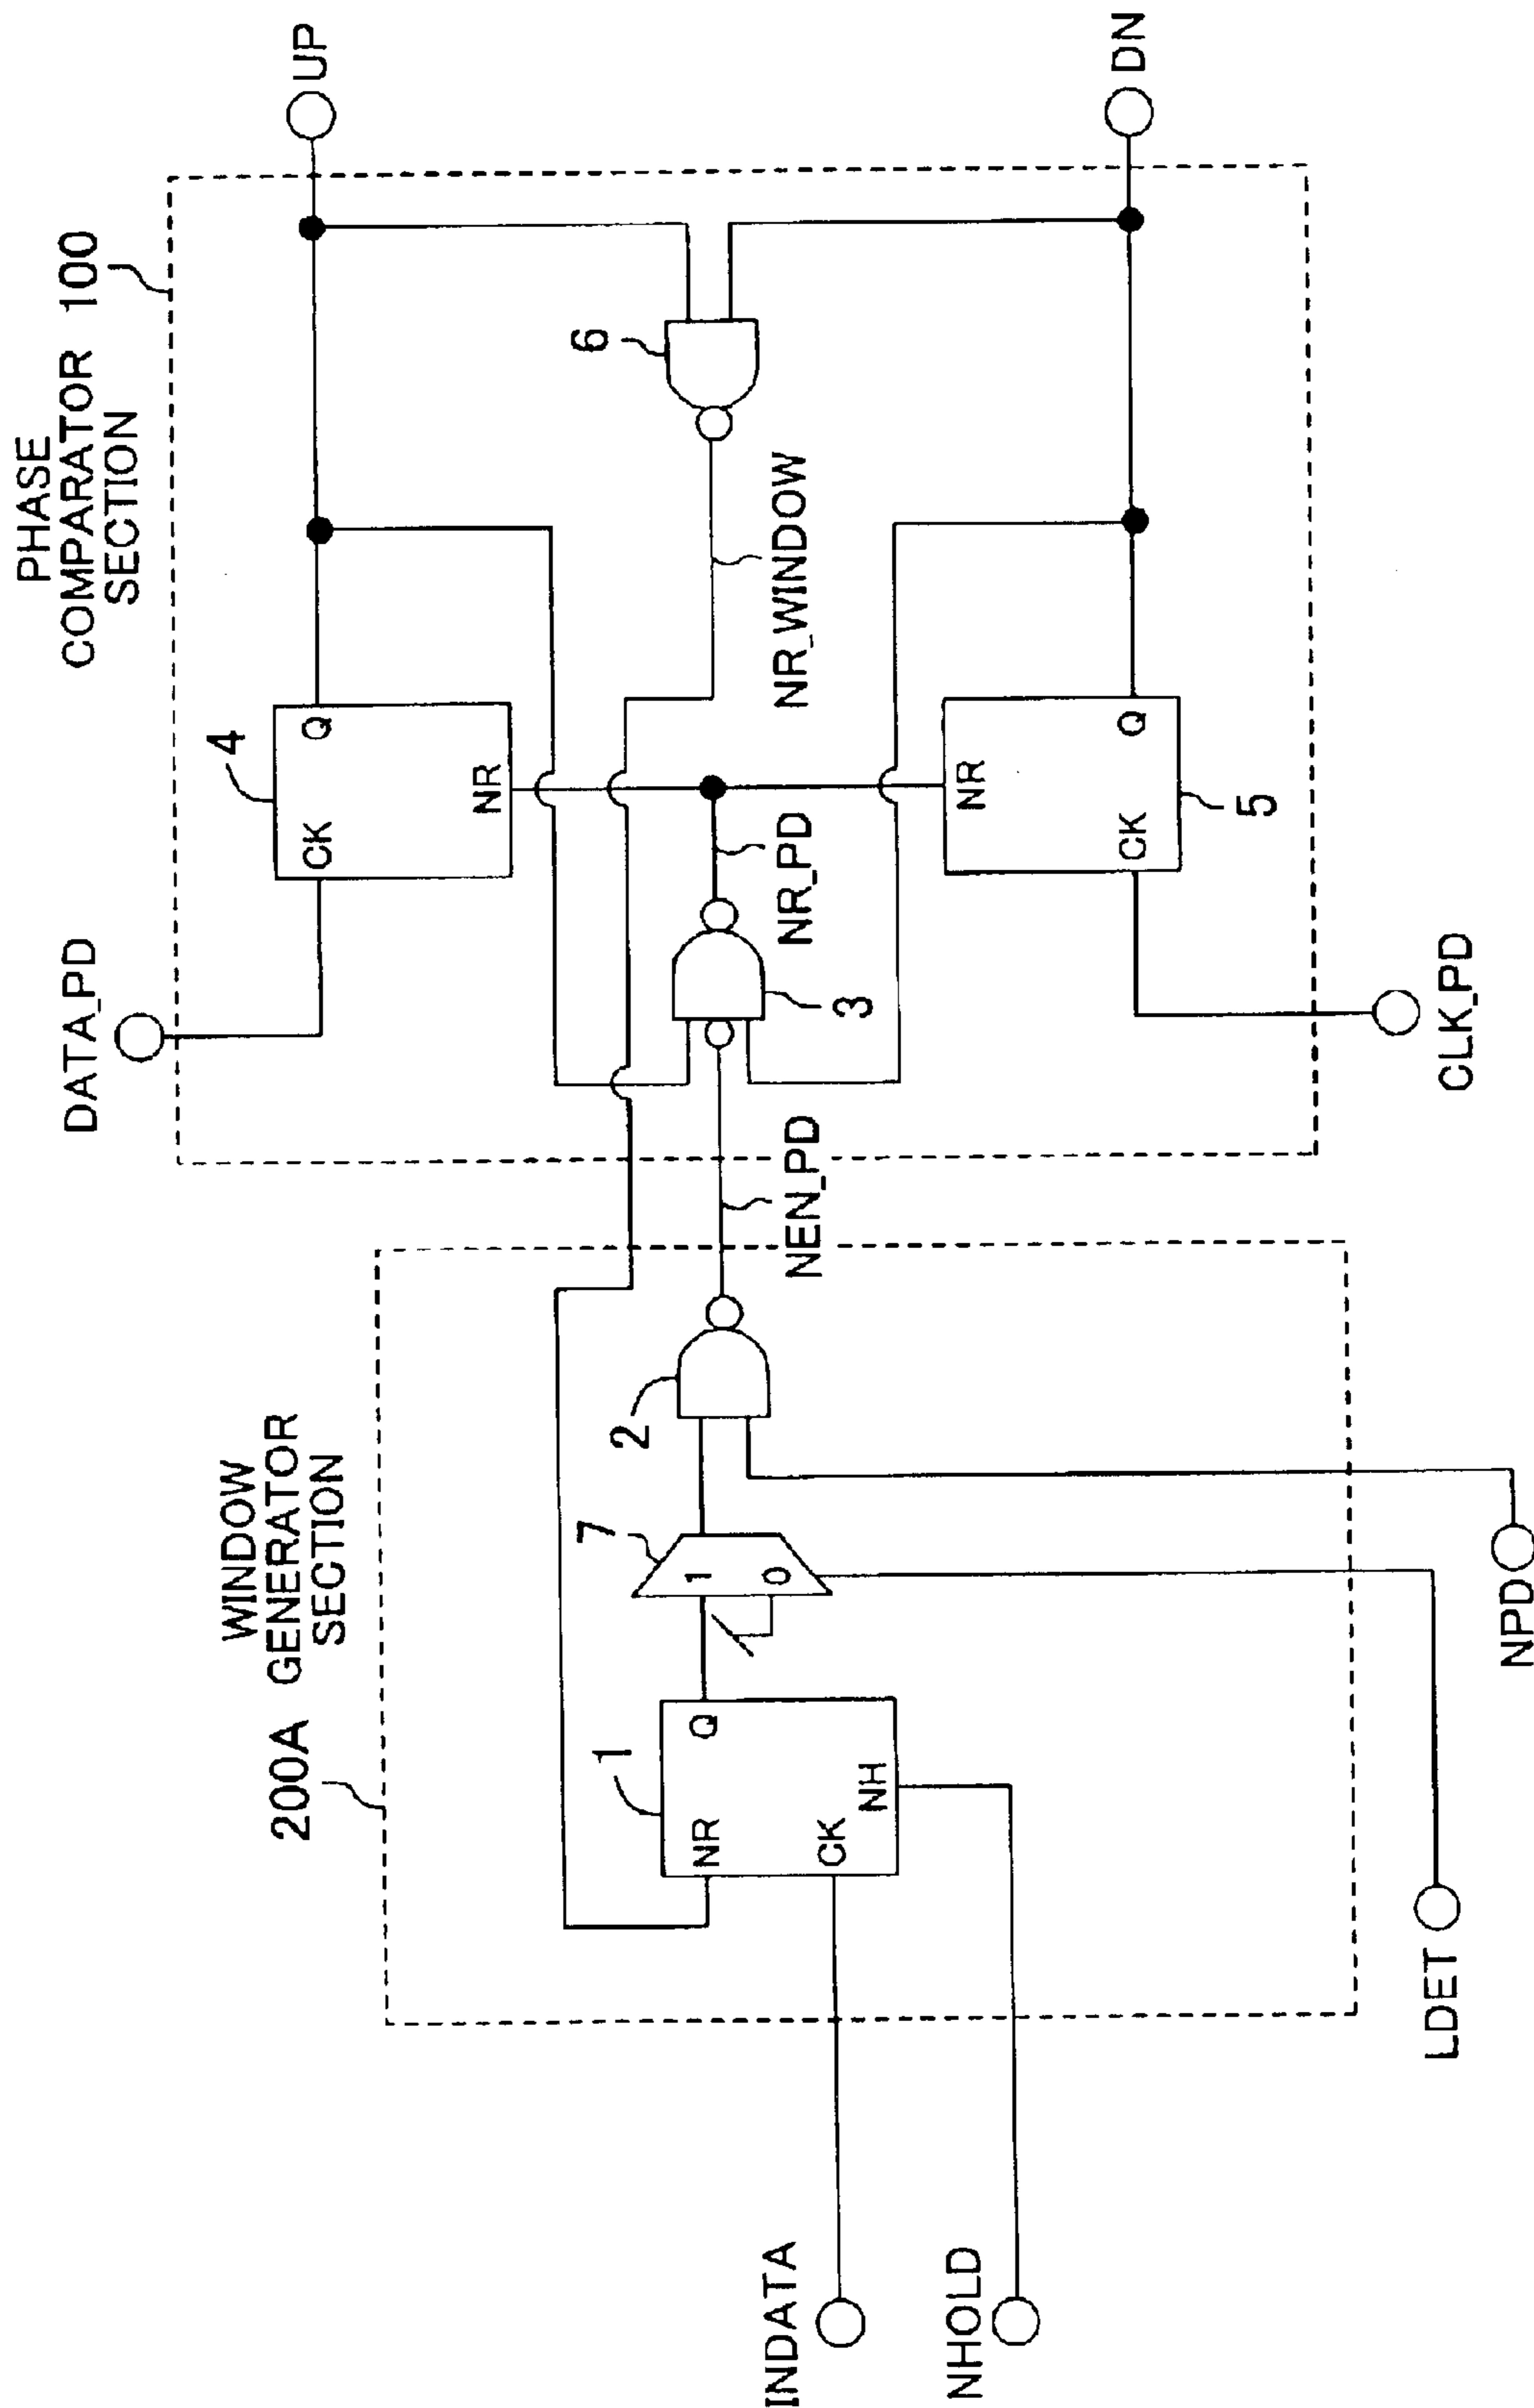 PHASE
COMPARATOR 100
SECTION
WINDOW
200A GENERATOR
SECTION
DATA_PD
UP
4
CK
Q
NR
6
NR_WINDOW
NR_PD
3
NEN_PD
NR
CK
Q
5
DN
CLK_PD
2
7
1
0
1
NR
Q
CK
NH
INDATA
NHOLD
LDET
NPD